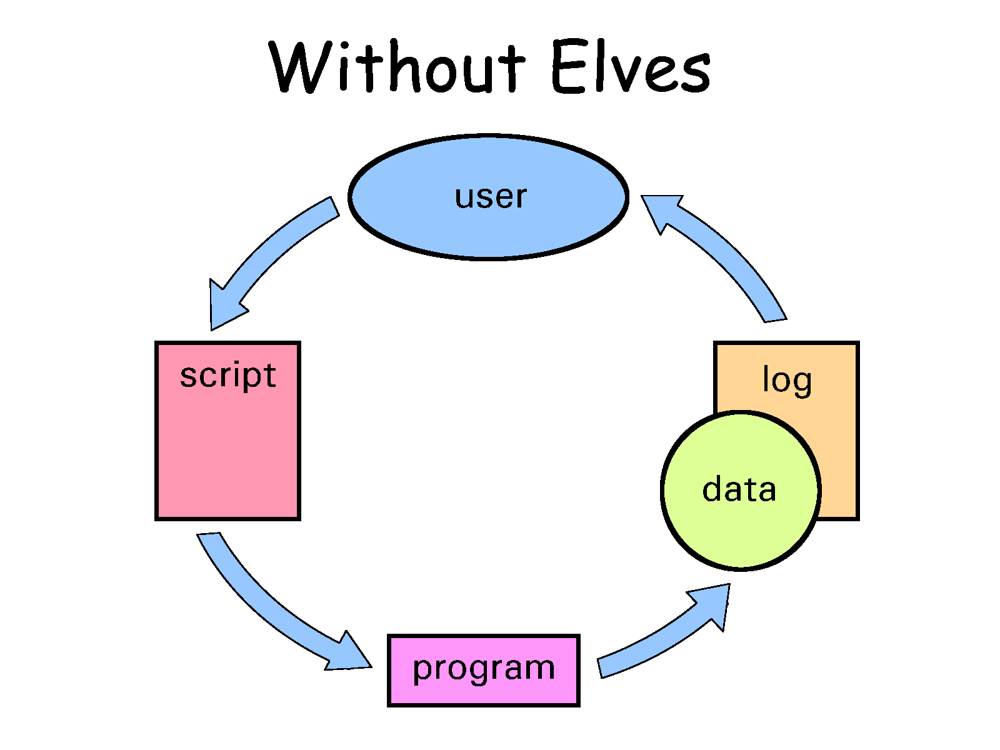 Without Elves
user
script
log
data
program